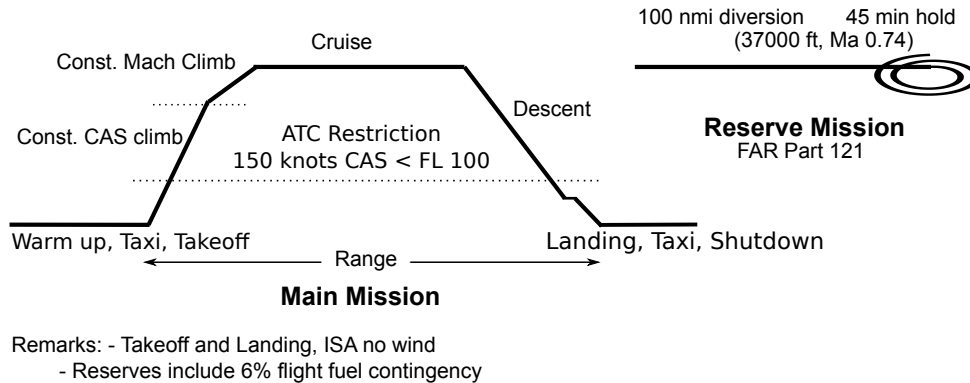 100 nmi diversion 45 min hold
(37000 ft, Ma 0.74)
Cruise
Const. Mach Climb
Descent
Const. CAS climb
ATC Restriction
150 knots CAS < FL 100
Reserve Mission
FAR Part 121
Warm up, Taxi, Takeoff
Landing, Taxi, Shutdown
Range
Main Mission
Remarks: - Takeoff and Landing, ISA no wind
- Reserves include 6% flight fuel contingency